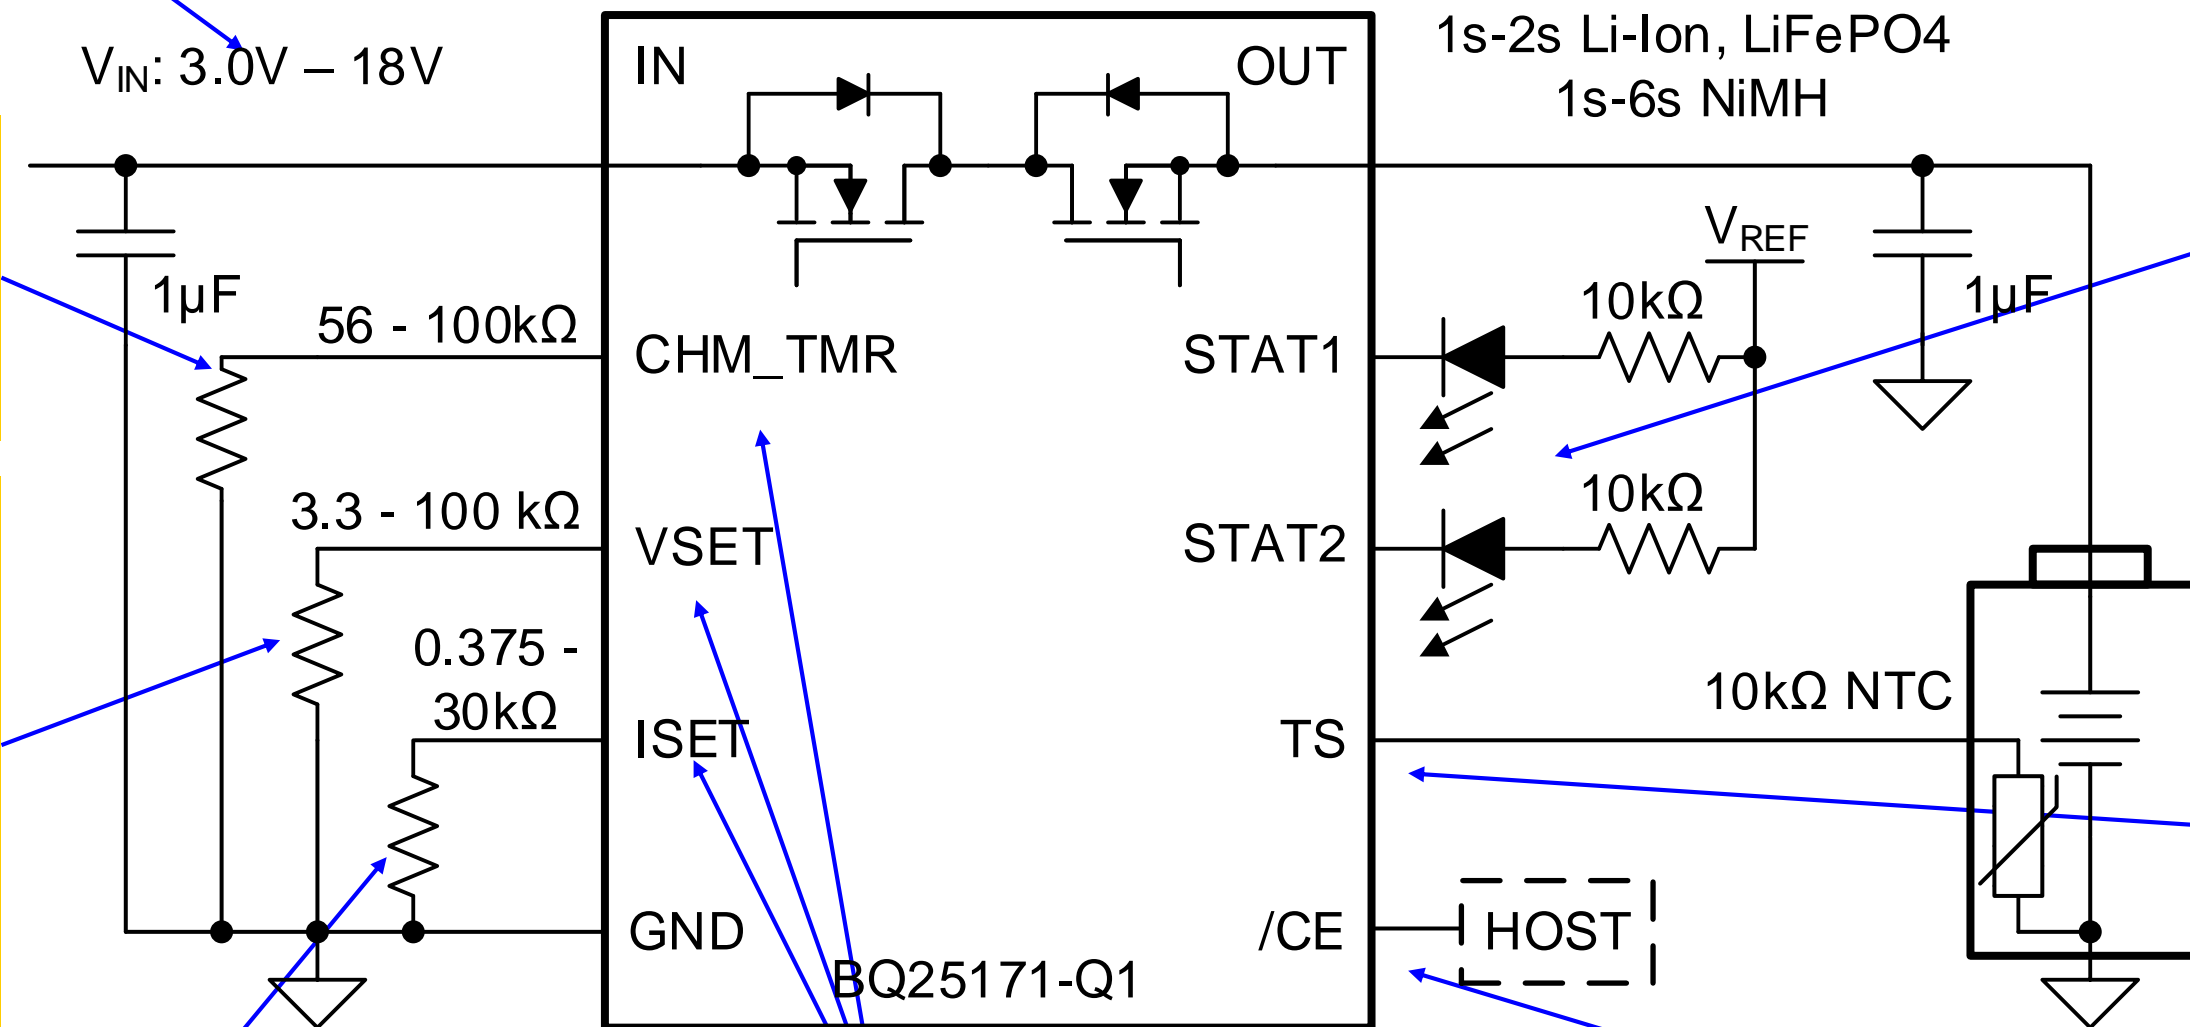 V_IN: 3.0V – 18V
IN
OUT
1s-2s Li-Ion, LiFePO4
1s-6s NiMH
1µF
56 - 100kΩ
CHM_TMR
STAT1
10kΩ
V_REF
1µF
3.3 - 100 kΩ
VSET
STAT2
10kΩ
0.375 -
30kΩ
ISET
TS
10kΩ NTC
GND
/CE
HOST
BQ25171-Q1